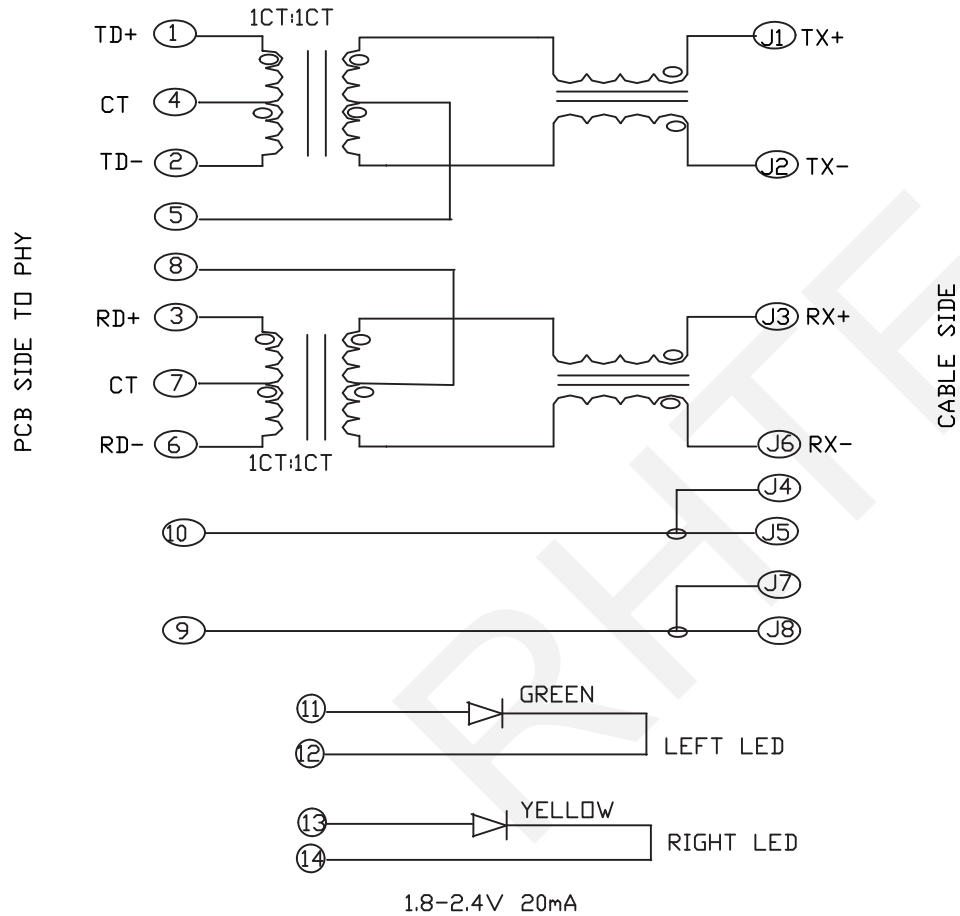 1CT:1CT
TD+ 1
J1 TX+
CT 4
TD- 2
J2 TX-
5
8
RD+ 3
J3 RX+
CT 7
RD- 6
J6 RX-
1CT:1CT
J4
10
J5
J7
9
J8
PCB SIDE TO PHY
CABLE SIDE
11
GREEN
12
LEFT LED
13
YELLOW
14
RIGHT LED
1.8-2.4V 20mA
RHTE